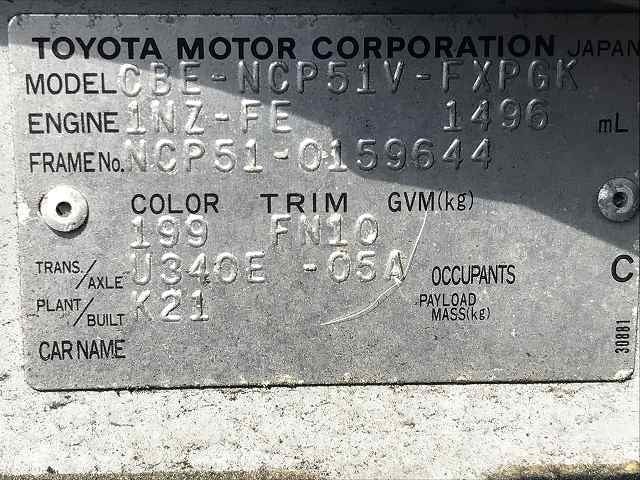 TOYOTA MOTOR CORPORATION JAPAN
MODEL CBE-NCP51V-FXPGK
ENGINE 1NZ-FE 1496 mL
FRAME No. NCP51-0159644
COLOR TRIM GVM(kg)
199 FN10
TRANS./AXLE U340E -05A OCCUPANTS C
PLANT/BUILT K21 PAYLOAD MASS(kg)
CAR NAME
30881